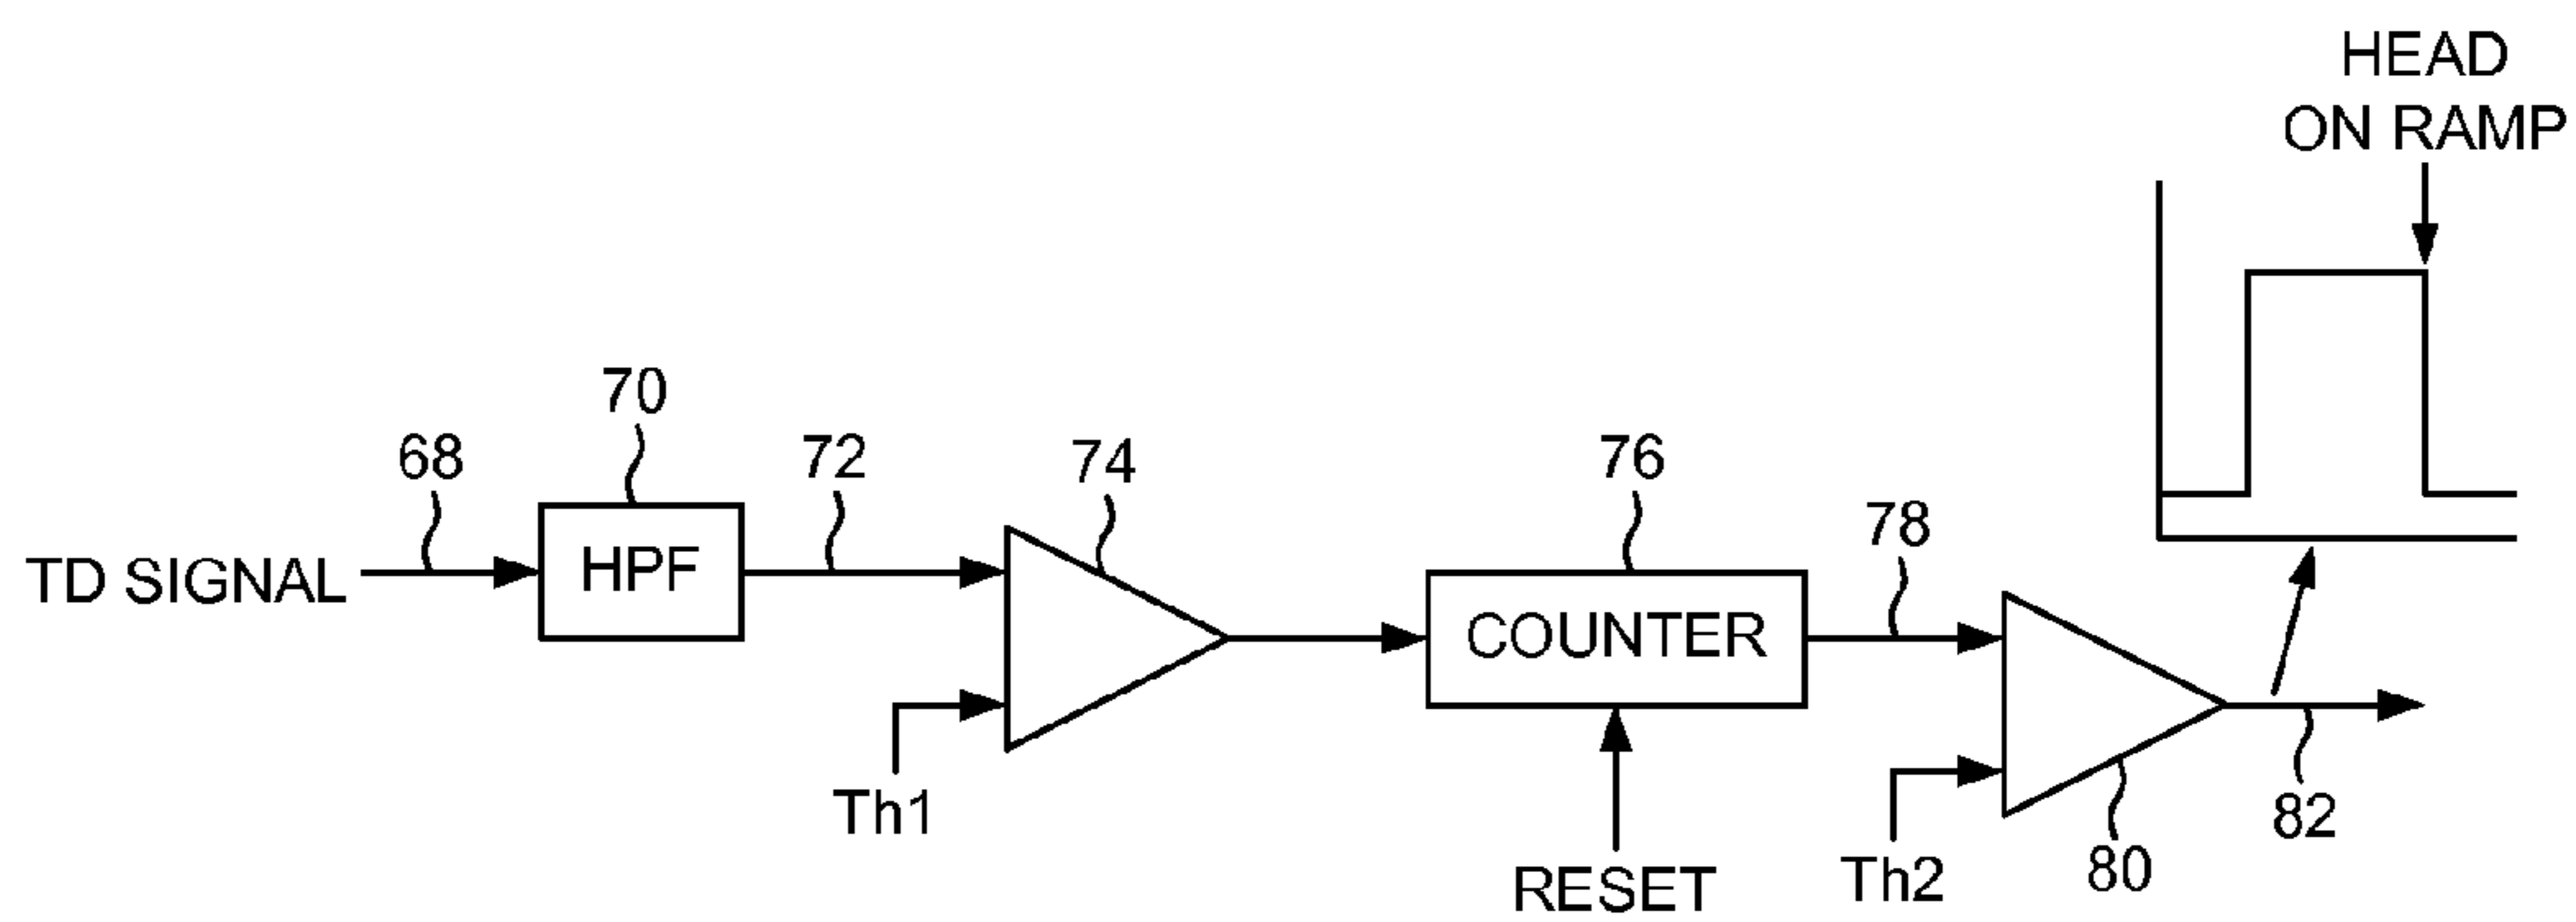 HEAD
ON RAMP
70
68
72
74
76
78
TD SIGNAL
HPF
COUNTER
Th1
RESET
Th2
80
82